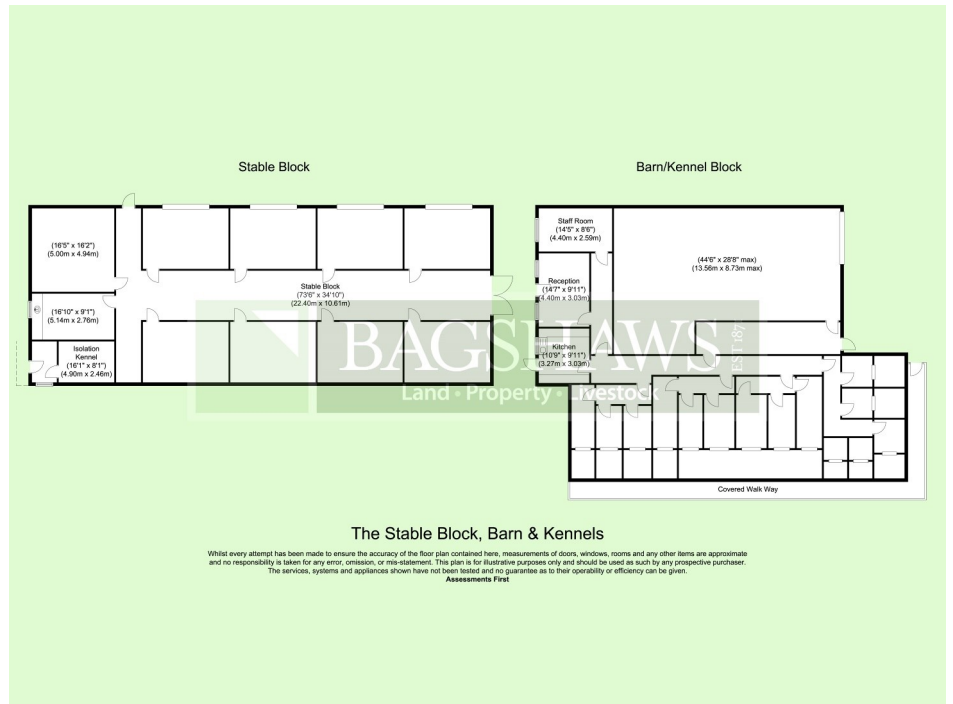 Stable Block
Barn/Kennel Block
(16'5" x 16'2")
(5.00m x 4.94m)
(16'10" x 9'1")
(5.14m x 2.76m)
Isolation
Kennel
(16'1" x 8'1")
(4.90m x 2.46m)
Stable Block
(73'6" x 34'10")
(22.40m x 10.61m)
Staff Room
(14'5" x 8'6")
(4.40m x 2.59m)
Reception
(14'7" x 9'11")
(4.40m x 3.03m)
Kitchen
(10'9" x 9'11")
(3.27m x 3.03m)
(44'6" x 28'8" max)
(13.56m x 8.73m max)
BAGSHAWS
EST 187
Land · Property · Livestock
Covered Walk Way
The Stable Block, Barn & Kennels
Whilst every attempt has been made to ensure the accuracy of the floor plan contained here, measurements of doors, windows, rooms and any other items are approximate
and no responsibility is taken for any error, omission, or mis-statement. This plan is for illustrative purposes only and should be used as such by any prospective purchaser.
The services, systems and appliances shown have not been tested and no guarantee as to their operability or efficiency can be given.
Assessments First